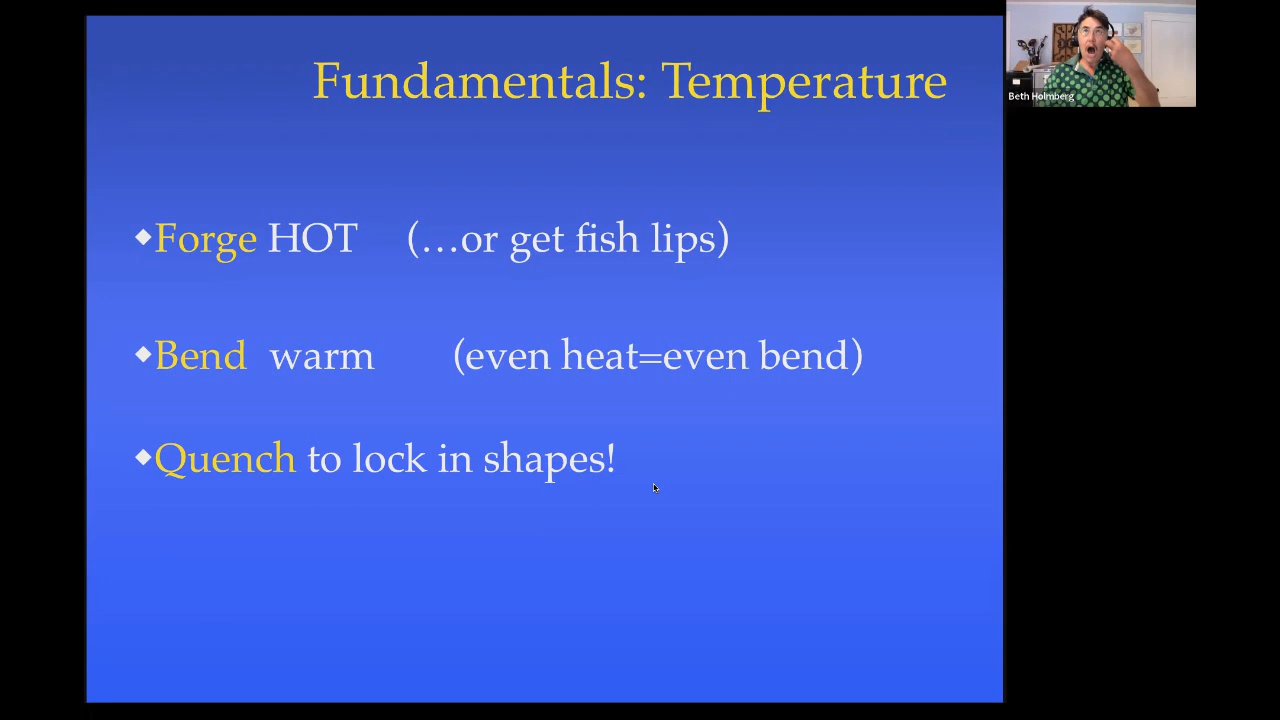 Fundamentals: Temperature
◆Forge HOT (…or get fish lips)
◆Bend warm (even heat=even bend)
◆Quench to lock in shapes!
Beth Holmberg